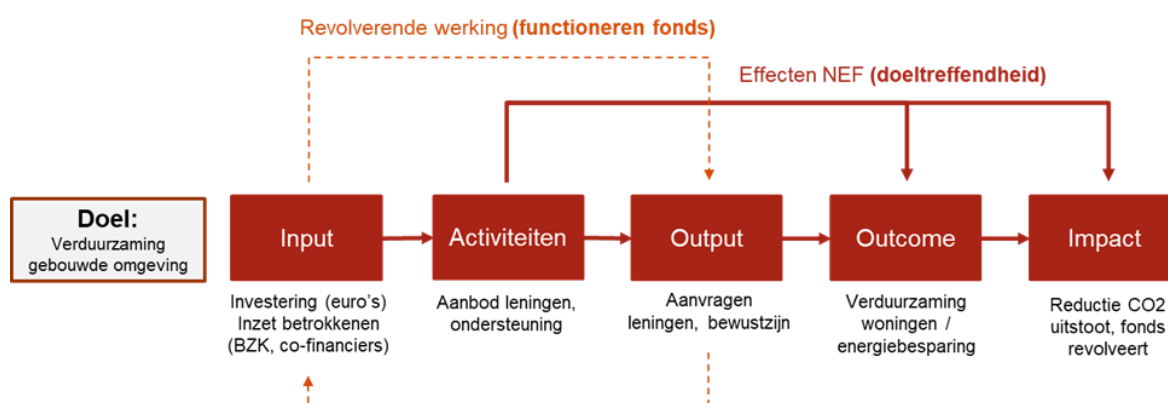 Revolverende werking (functioneren fonds)
Effecten NEF (doeltreffendheid)
Doel:
Verduurzaming
gebouwde omgeving
Input
Activiteiten
Output
Outcome
Impact
Investering (euro's)
Inzet betrokkenen
(BZK, co-financiers)
Aanbod leningen,
ondersteuning
Aanvragen
leningen, bewustzijn
Verduurzaming
woningen /
energiebesparing
Reductie CO2
uitstoot, fonds
revolveert